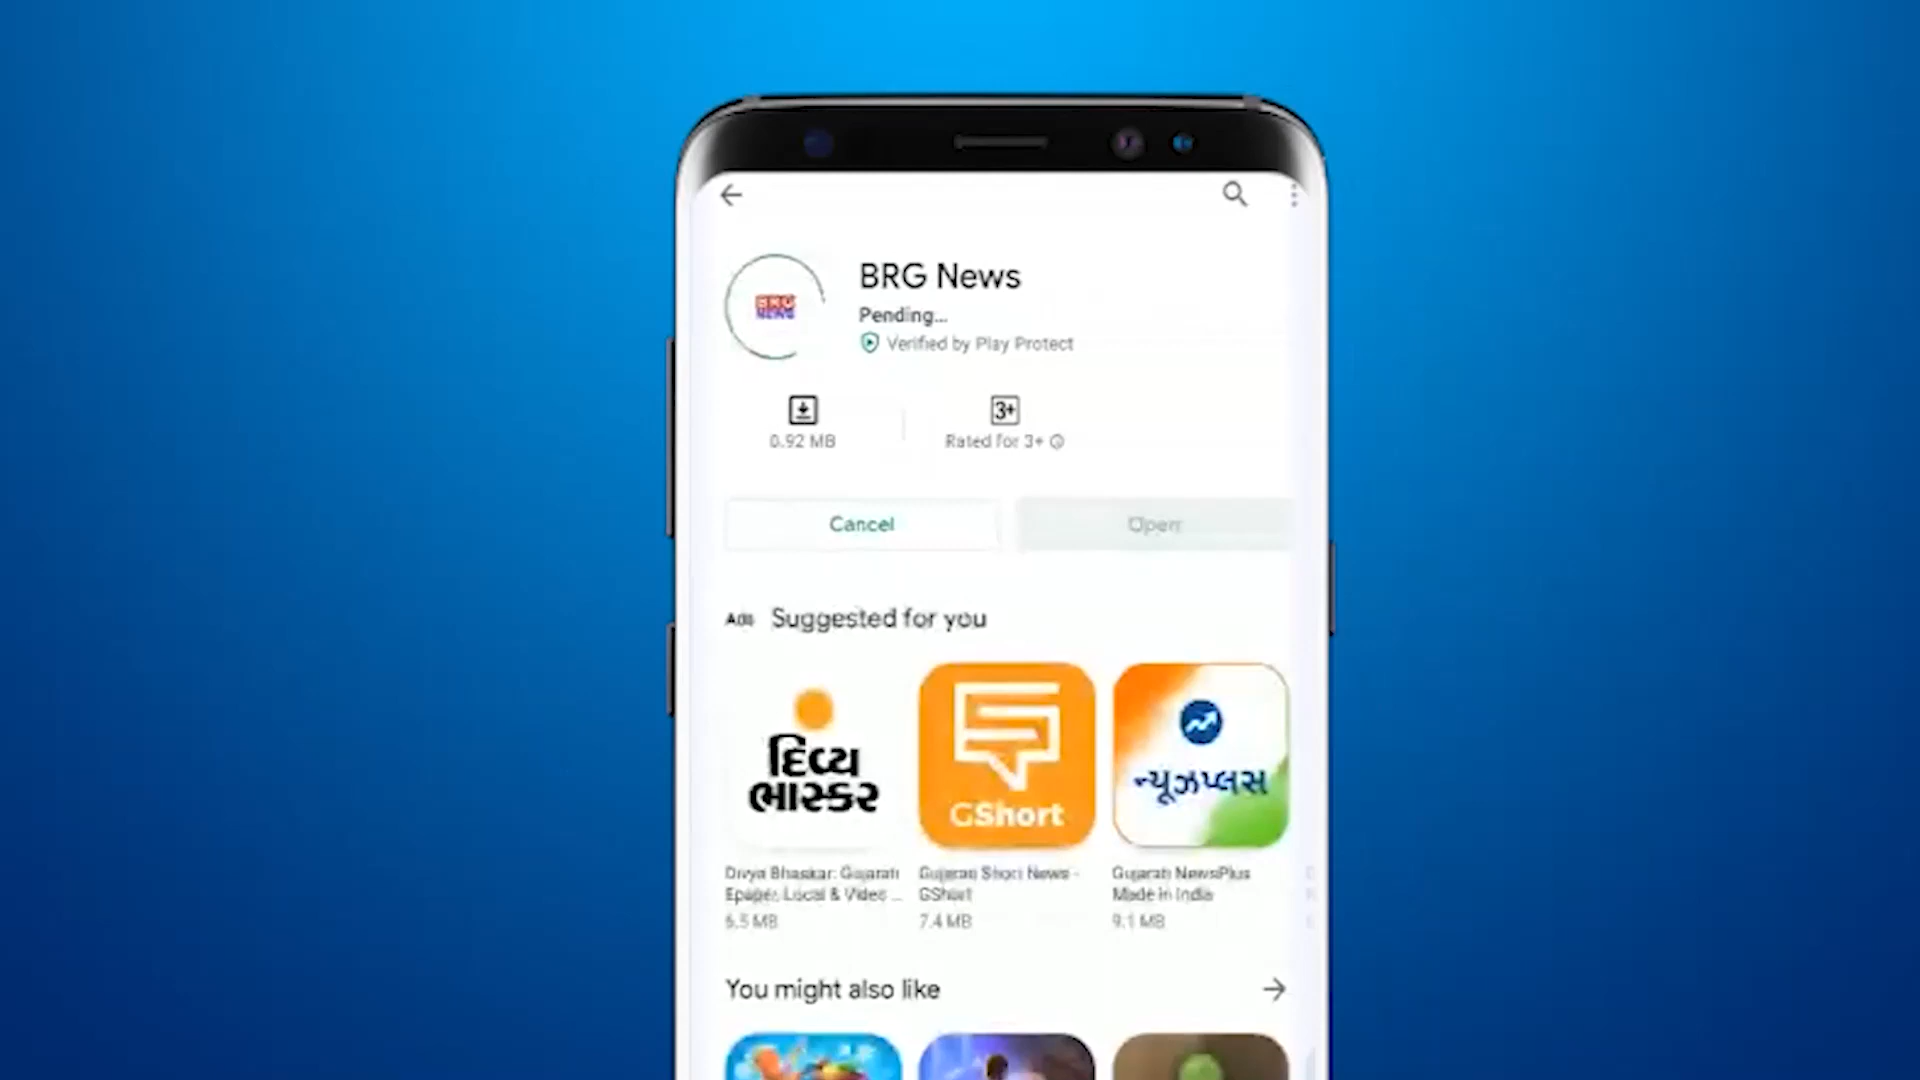 BRG News
BRG
NEWS
Pending...
Verified by Play Protect
0.92 MB
3+
Rated for 3+
Cancel
Open
Ads Suggested for you
દિવ્ય
ભાસ્કર
GShort
ન્યૂઝપ્લસ
Divya Bhaskar: Gujarati
Epaper, Local & Video ...
6.5 MB
Gujarati Short News -
GShort
7.4 MB
Gujarati NewsPlus
Made in India
9.1 MB
You might also like